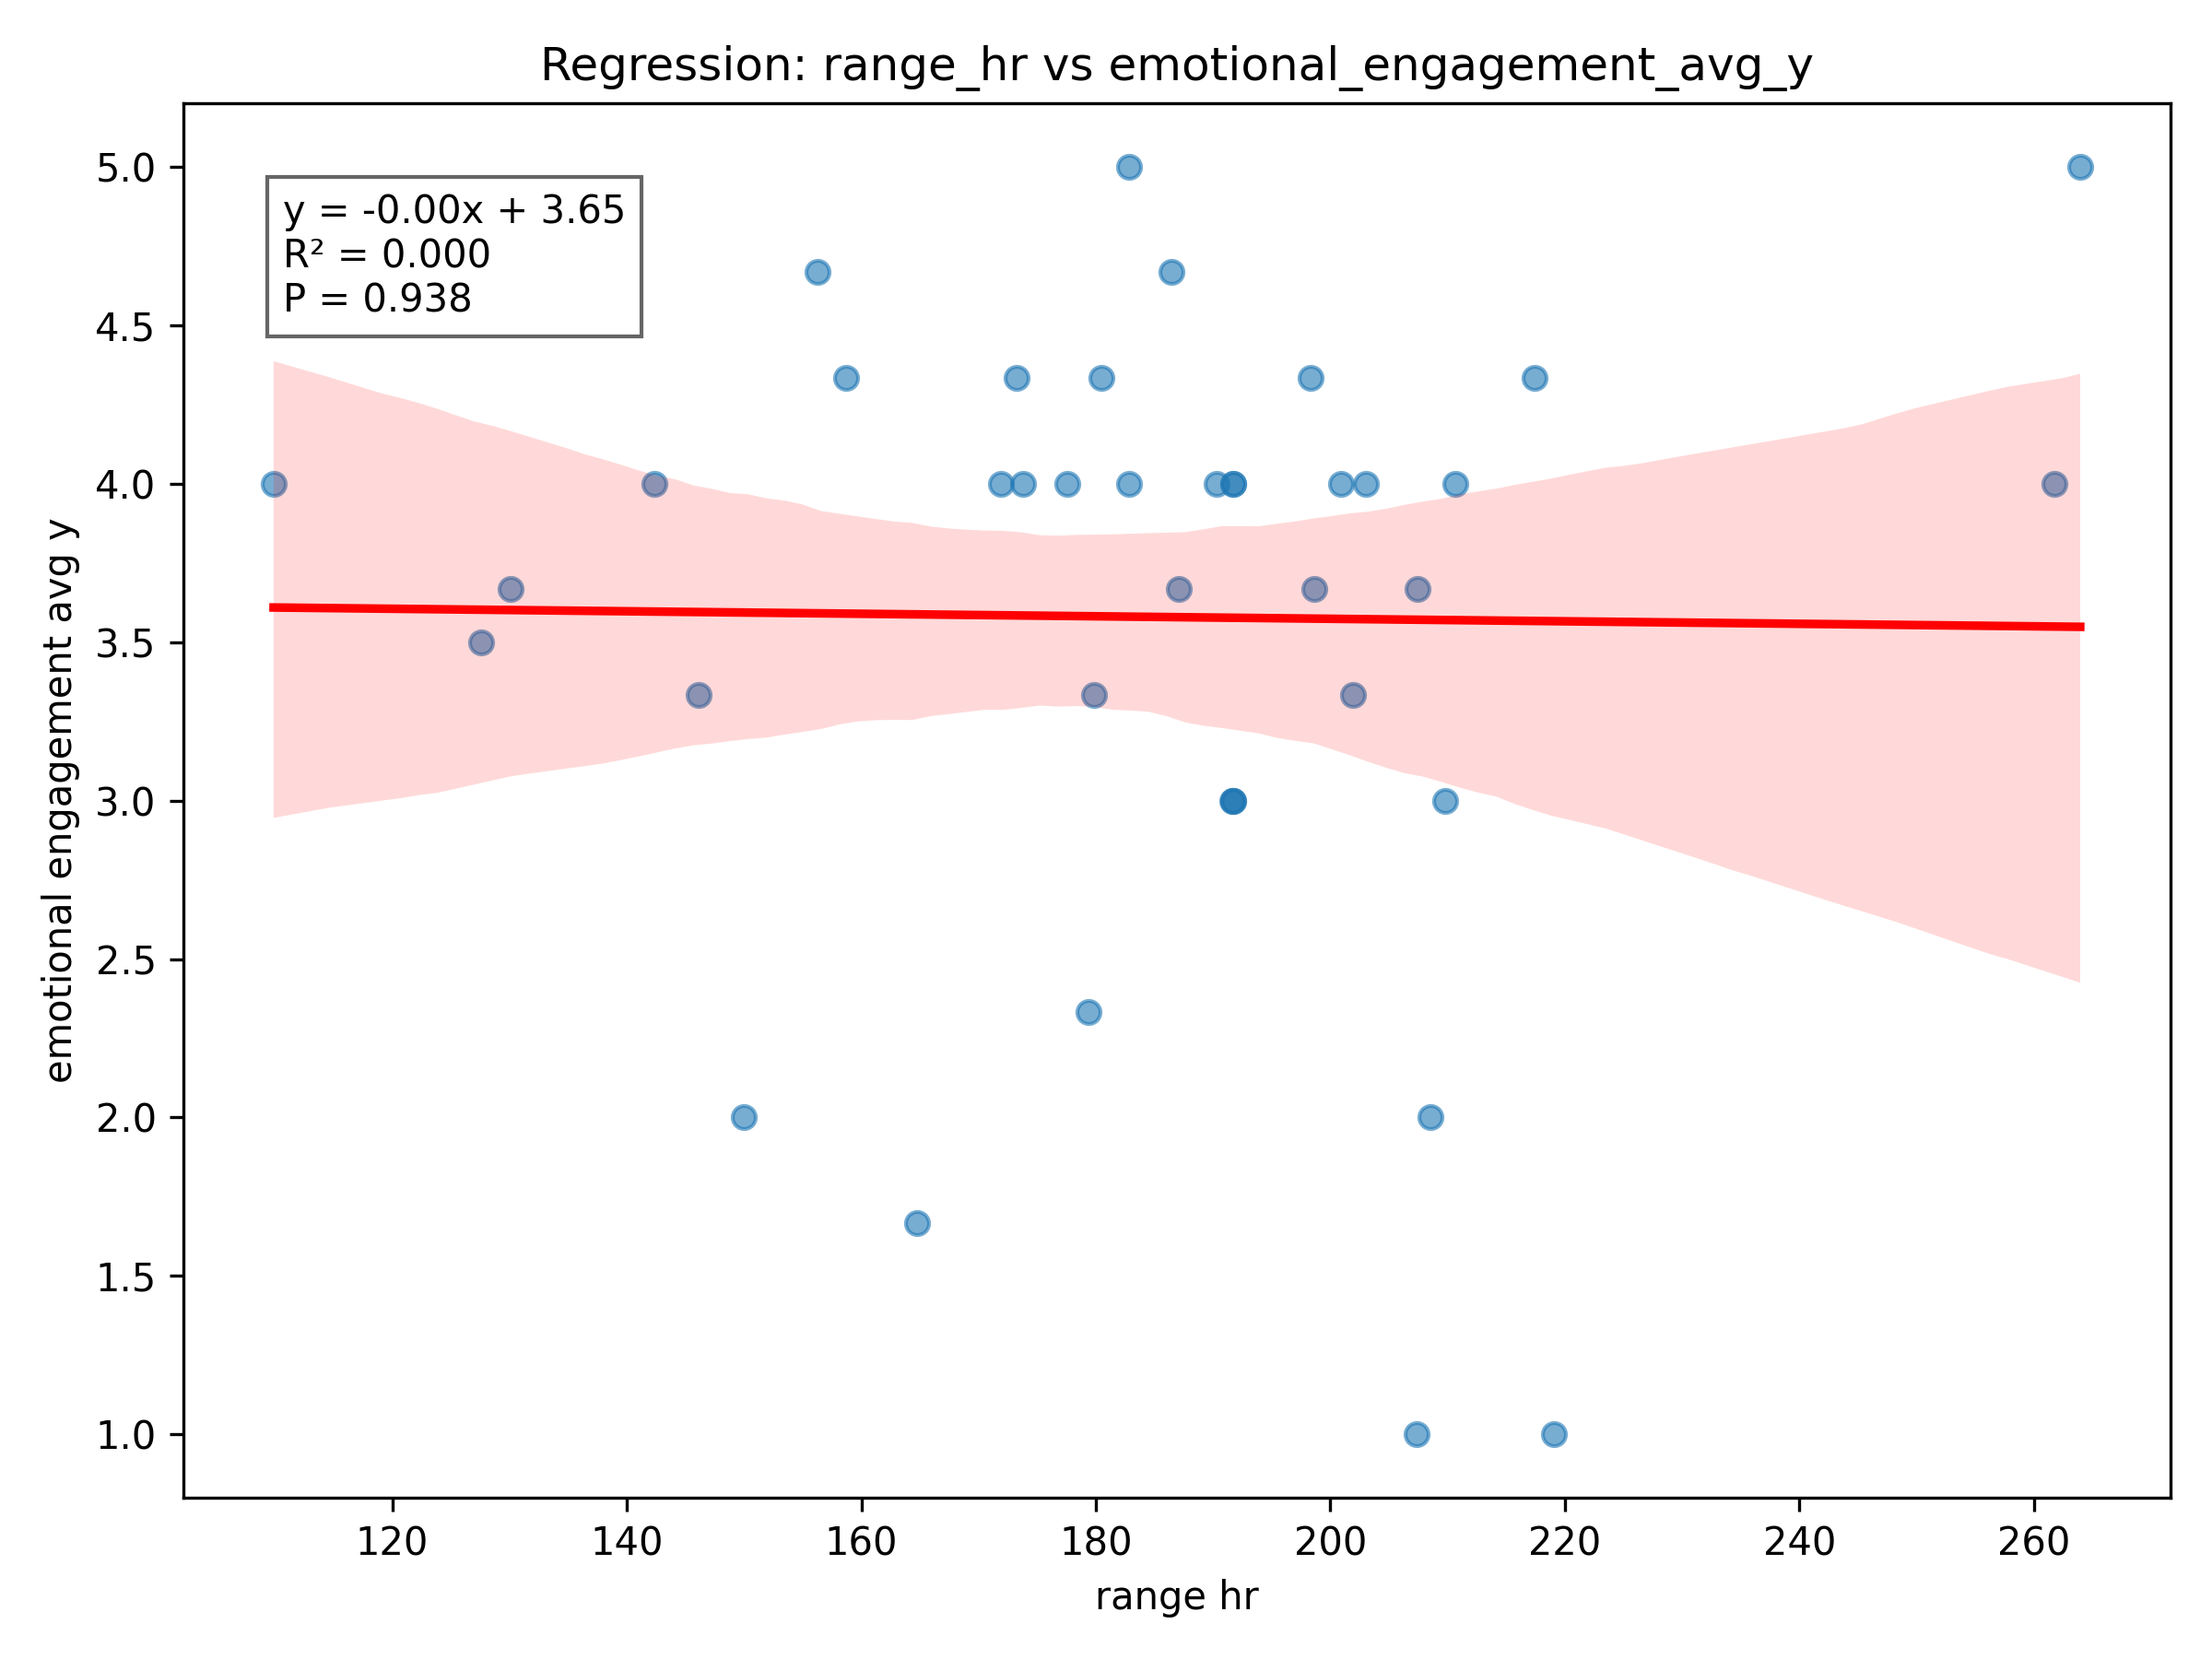 Regression: range_hr vs emotional_engagement_avg_y
y = -0.00x + 3.65
R² = 0.000
P = 0.938
emotional engagement avg y
5.0
4.5
4.0
3.5
3.0
2.5
2.0
1.5
1.0
120 140 160 180 200 220 240 260
range hr